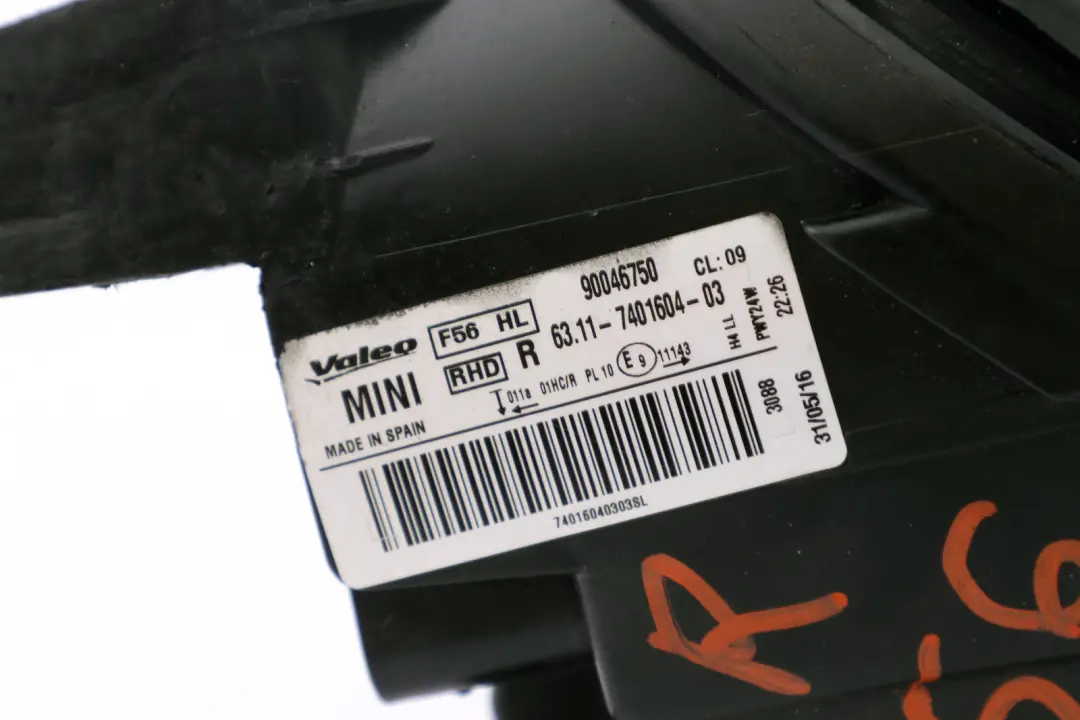 Valeo
MINI
MADE IN SPAIN
F56 HL
RHD R
90046750
63.11-7401604-03
CL: 09
011a 01HC/R PL10 E9 11143
H4 LL
PWY24W
22:26
3088
31/05/16
74016040303SL
R